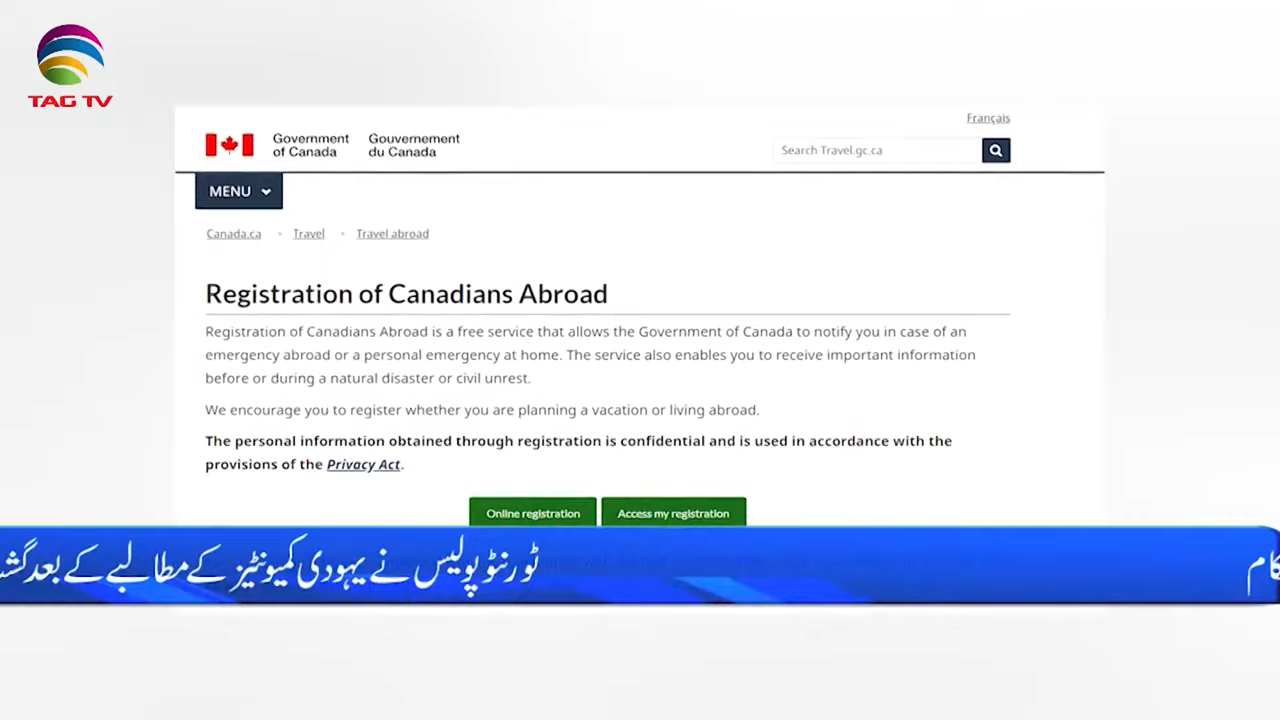 TAG TV
Français
Government of Canada
Gouvernement du Canada
Search Travel.gc.ca
MENU
Canada.ca
Travel
Travel abroad
Registration of Canadians Abroad
Registration of Canadians Abroad is a free service that allows the Government of Canada to notify you in case of an
emergency abroad or a personal emergency at home. The service also enables you to receive important information
before or during a natural disaster or civil unrest.
We encourage you to register whether you are planning a vacation or living abroad.
The personal information obtained through registration is confidential and is used in accordance with the
provisions of the Privacy Act.
Online registration
Access my registration
ٹورنٹو پولیس نے یہودی کمیونٹیز کے مطالبے کے بعد